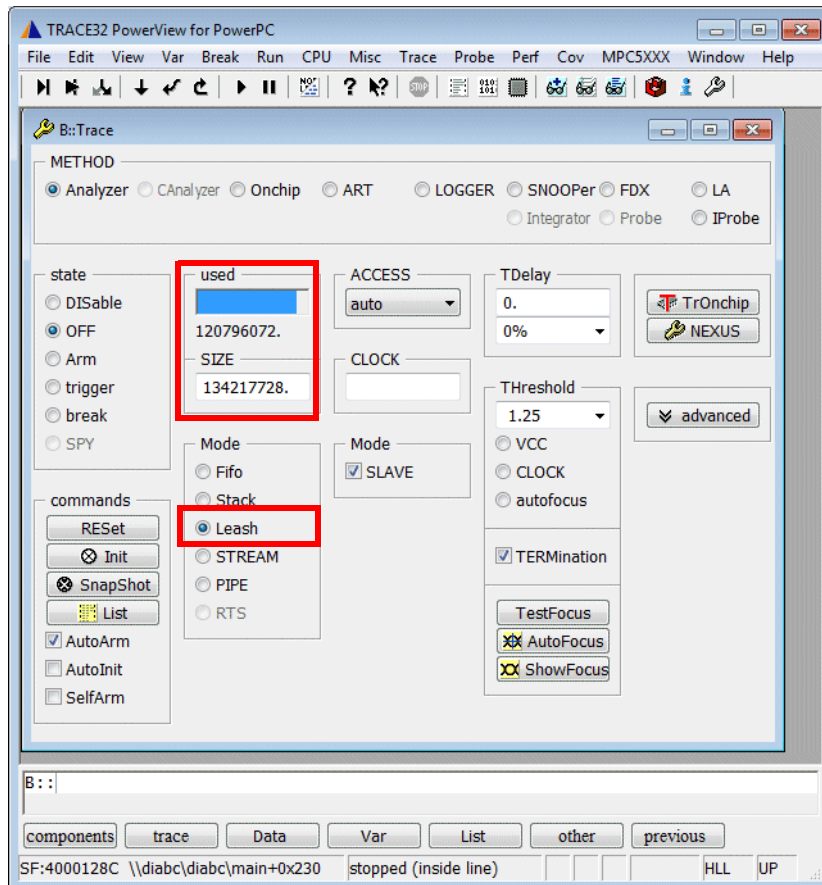 TRACE32 PowerView for PowerPC
File Edit View Var Break Run CPU Misc Trace Probe Perf Cov MPC5XXX Window Help
NOP STOP 010 101
B::Trace
METHOD
Analyzer CAnalyzer Onchip ART LOGGER SNOOPer FDX LA
Integrator Probe IProbe
state
DISable
OFF
Arm
trigger
break
SPY
used
120796072.
SIZE
134217728.
ACCESS
auto
CLOCK
TDelay
0.
0%
TrOnchip
NEXUS
THreshold
1.25
VCC
CLOCK
autofocus
advanced
Mode
Fifo
Stack
Leash
STREAM
PIPE
RTS
Mode
SLAVE
commands
RESet
Init
SnapShot
List
AutoArm
AutoInit
SelfArm
TERMination
TestFocus
AutoFocus
ShowFocus
B::
components trace Data Var List other previous
SF:4000128C \\diabc\diabc\main+0x230 stopped (inside line) HLL UP